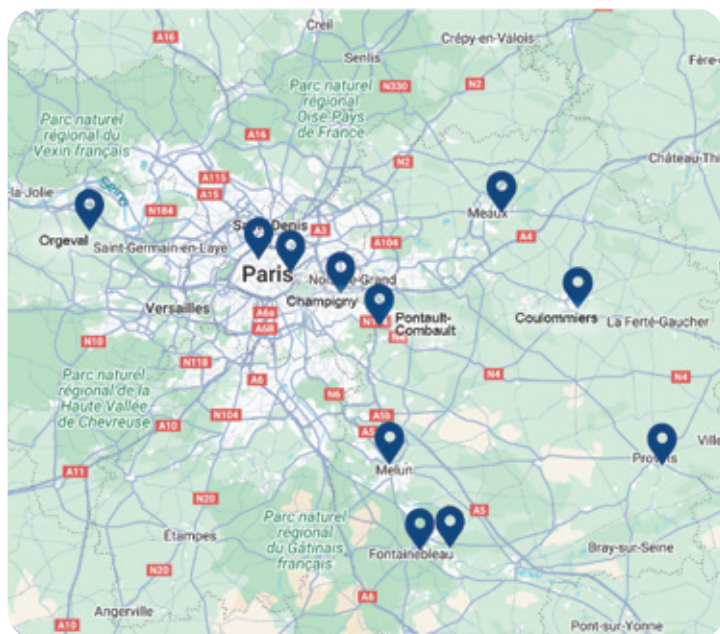 Creil
A16
Crépy-en-Valois
Senlis
Fère-
Parc naturel
régional
Oise-Pays
de France
N330
N2
Parc naturel
régional du
Vexin français
A16
N2
Château-Th
A115
A15
-la-Jolie
Seine
N184
Meaux
Saint-Denis
A3
A104
A4
Orgeval
Saint-Germain-en-Laye
Paris
Noisy-le-Grand
Champigny
Versailles
A6a
A6B
Pontault-
Combault
N104
N4
Coulommiers
La Ferté-Gaucher
N10
N118
A6
N4
N4
Parc naturel
régional de la
Haute Vallée
de Chevreuse
N6
N104
A10
A5b
A5
Melun
Provins
Ville
A11
N20
A5
Étampes
Parc naturel
régional
du Gâtinais
français
Fontainebleau
Bray-sur-Seine
N20
A6
Angerville
A10
Pont-sur-Yonne